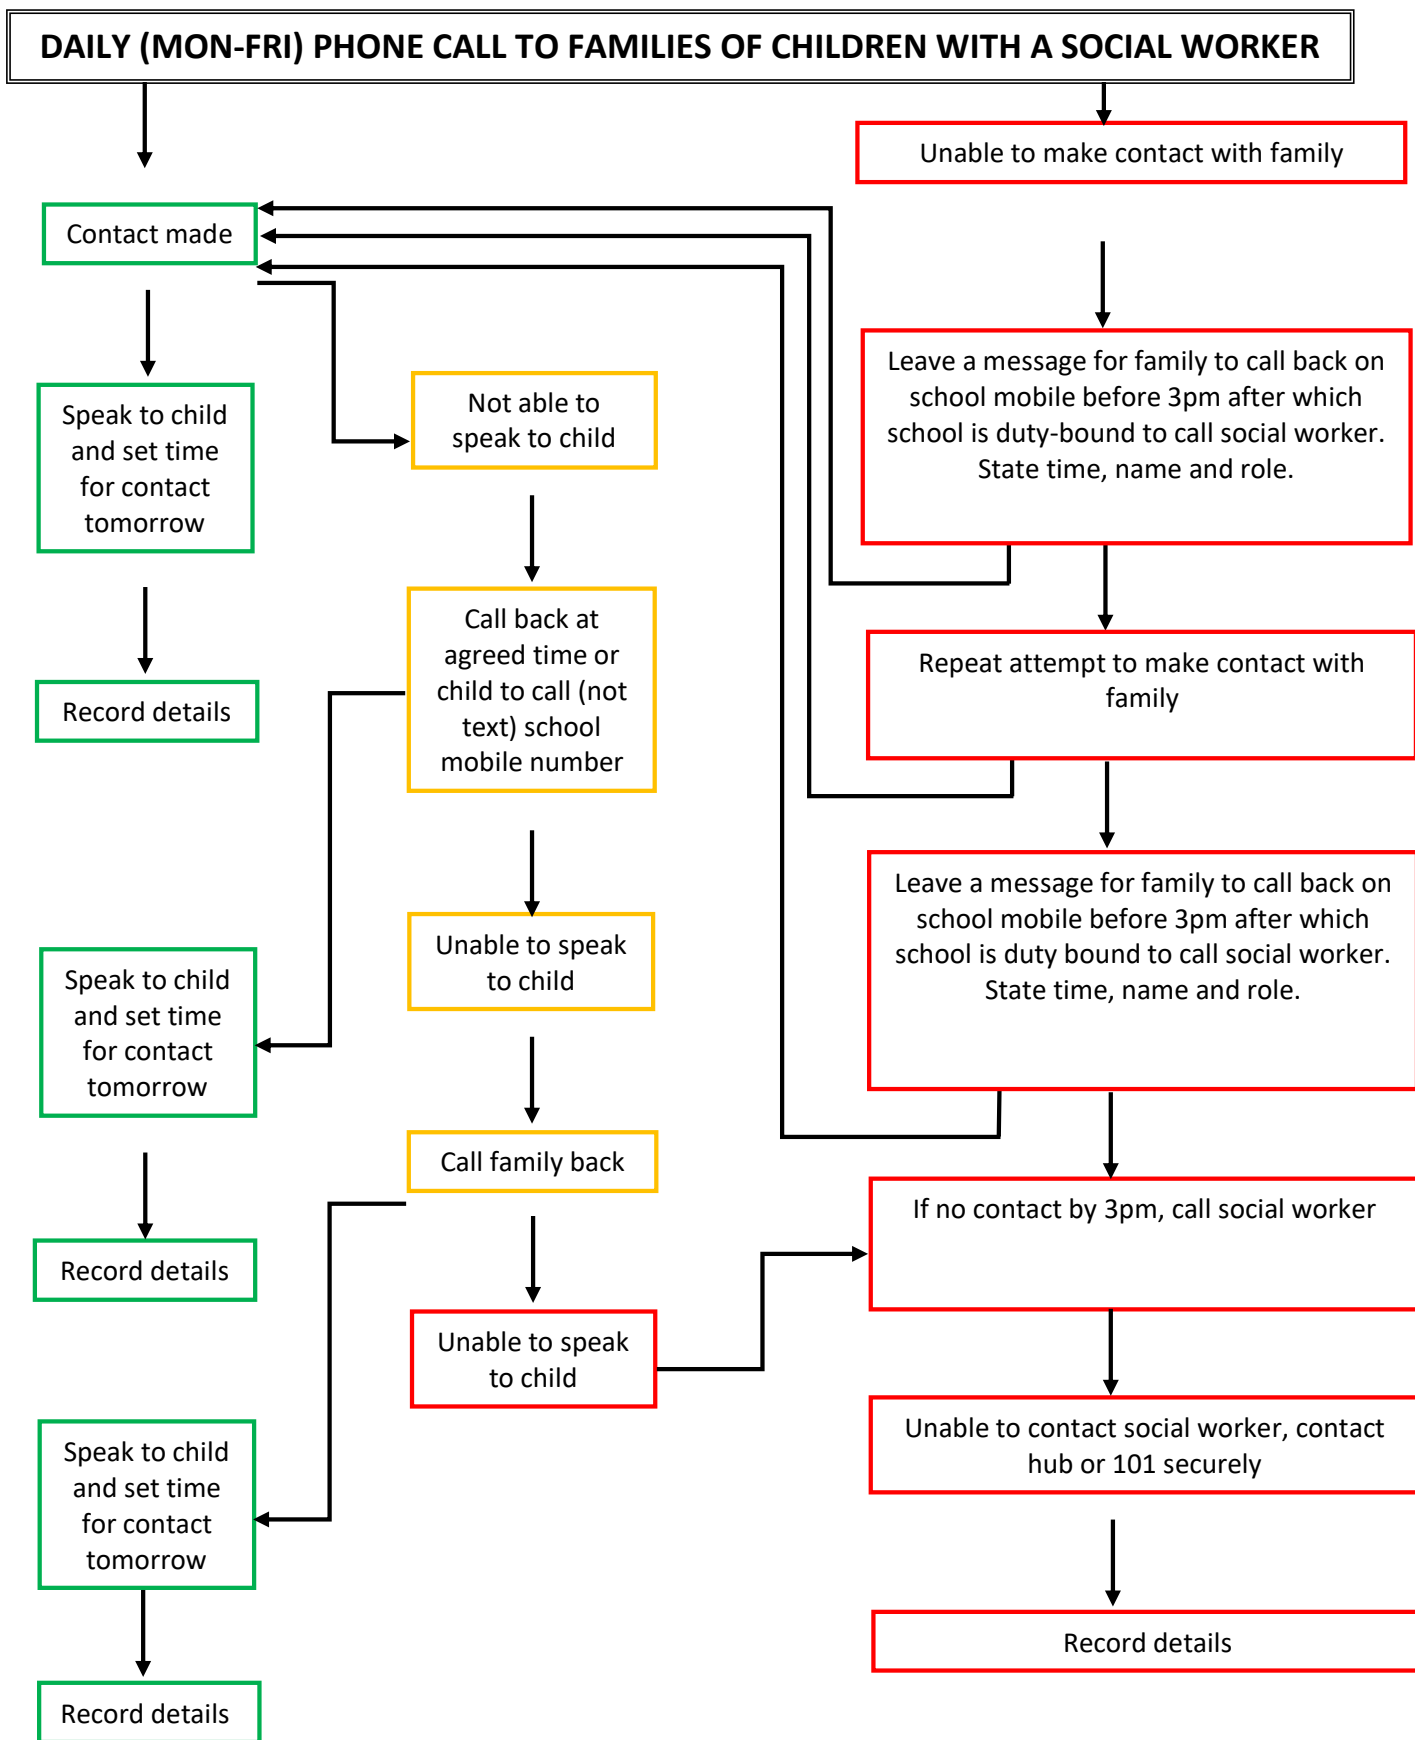 DAILY (MON-FRI) PHONE CALL TO FAMILIES OF CHILDREN WITH A SOCIAL WORKER
Unable to make contact with family
Contact made
Leave a message for family to call back on
school mobile before 3pm after which
school is duty-bound to call social worker.
State time, name and role.
Speak to child
and set time
for contact
tomorrow
Not able to
speak to child
Record details
Call back at
agreed time or
child to call (not
text) school
mobile number
Repeat attempt to make contact with
family
Leave a message for family to call back on
school mobile before 3pm after which
school is duty bound to call social worker.
State time, name and role.
Unable to speak
to child
Speak to child
and set time
for contact
tomorrow
Call family back
If no contact by 3pm, call social worker
Record details
Unable to speak
to child
Unable to contact social worker, contact
hub or 101 securely
Speak to child
and set time
for contact
tomorrow
Record details
Record details